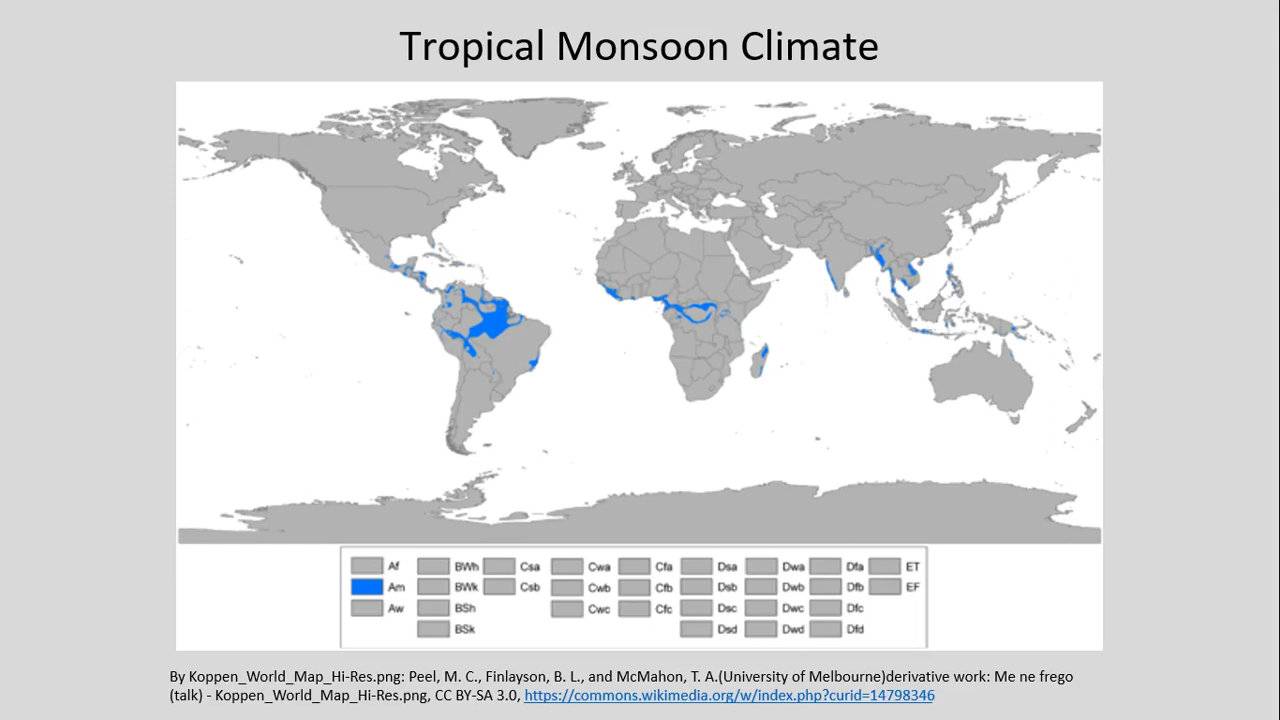 Tropical Monsoon Climate
Af BWh Csa Cwa Cfa Dsa Dwa Dfa ET
Am BWk Csb Cwb Cfb Dsb Dwb Dfb EF
Aw BSh Cwc Cfc Dsc Dwc Dfc
BSk Dsd Dwd Dfd
By Koppen_World_Map_Hi-Res.png: Peel, M. C., Finlayson, B. L., and McMahon, T. A.(University of Melbourne)derivative work: Me ne frego
(talk) - Koppen_World_Map_Hi-Res.png, CC BY-SA 3.0, https://commons.wikimedia.org/w/index.php?curid=14798346